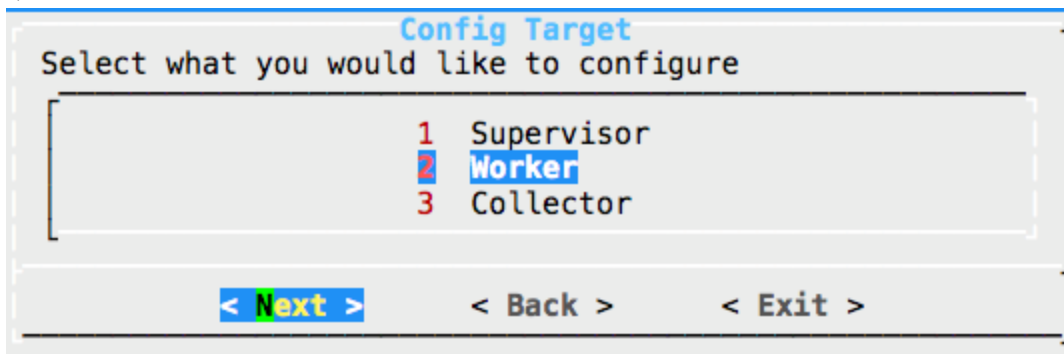 Config Target
Select what you would like to configure
1 Supervisor
2 Worker
3 Collector
< Next > < Back > < Exit >